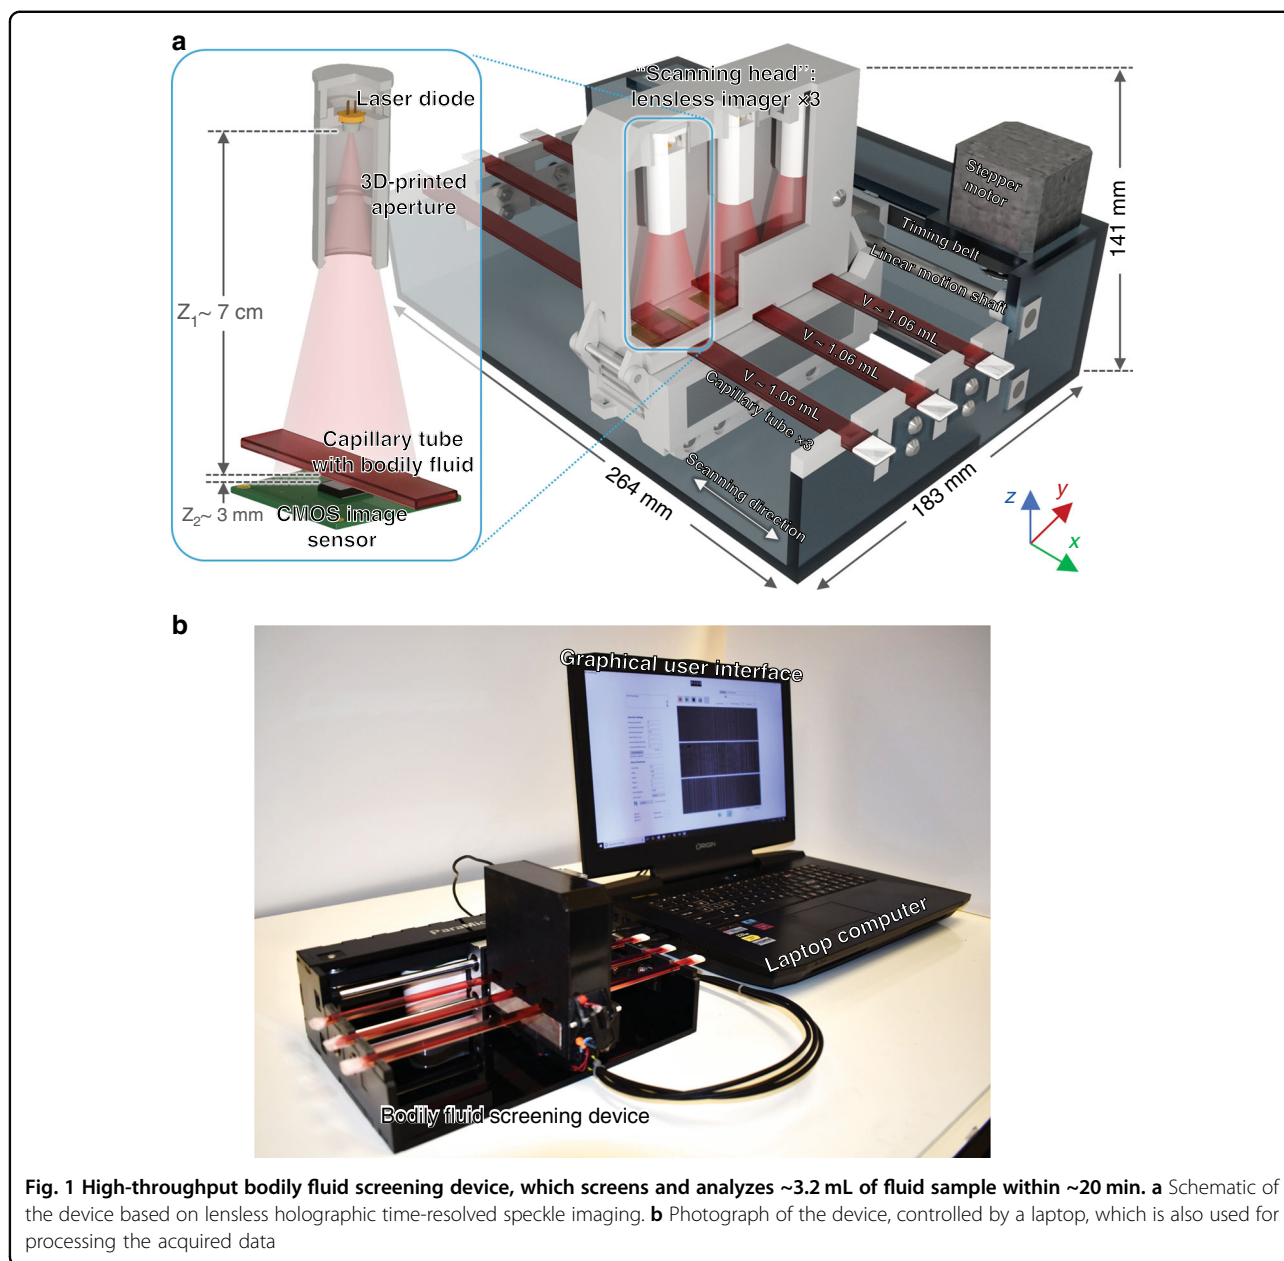 a
Laser diode
3D-printed
aperture
Z1~ 7 cm
Capillary tube
with bodily fluid
Z2~ 3 mm
CMOS image
sensor
"Scanning head":
lensless imager ×3
Stepper
motor
Timing belt
Linear motion shaft
V ~ 1.06 mL
V ~ 1.06 mL
V ~ 1.06 mL
Capillary tube ×3
Scanning direction
141 mm
264 mm
183 mm
z
y
x
b
Graphical user interface
ORIGIN
Laptop computer
Bodily fluid screening device
Fig. 1 High-throughput bodily fluid screening device, which screens and analyzes ~3.2 mL of fluid sample within ~20 min. a Schematic of
the device based on lensless holographic time-resolved speckle imaging. b Photograph of the device, controlled by a laptop, which is also used for
processing the acquired data